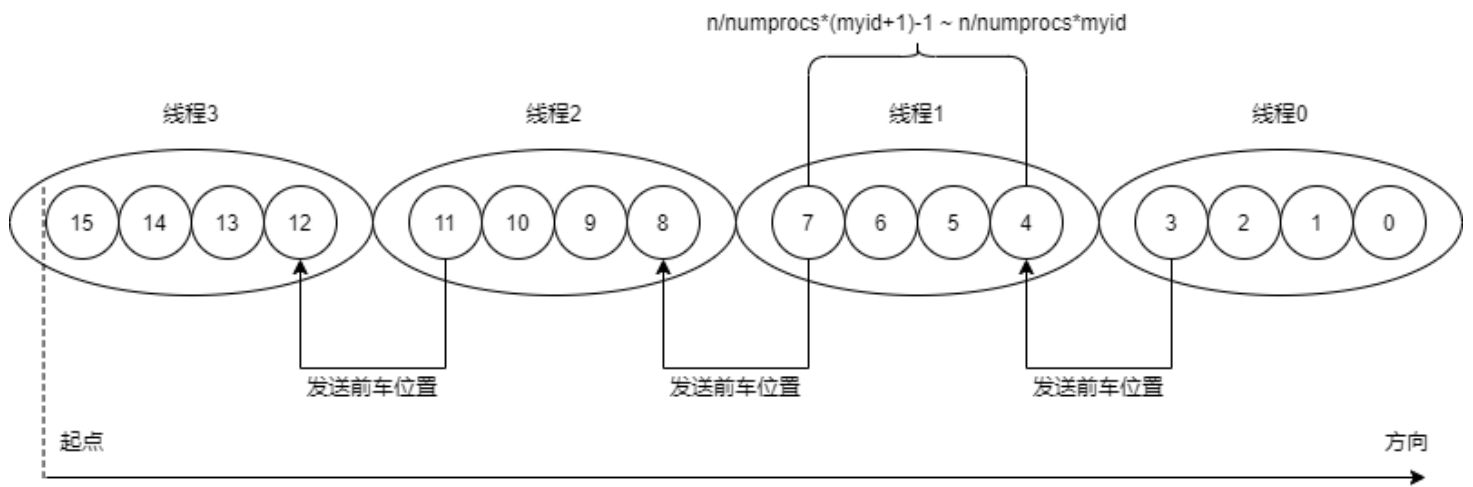 n/numprocs*(myid+1)-1 ~ n/numprocs*myid
线程3 线程2 线程1 线程0
15 14 13 12 11 10 9 8 7 6 5 4 3 2 1 0
发送前车位置 发送前车位置 发送前车位置
起点 方向